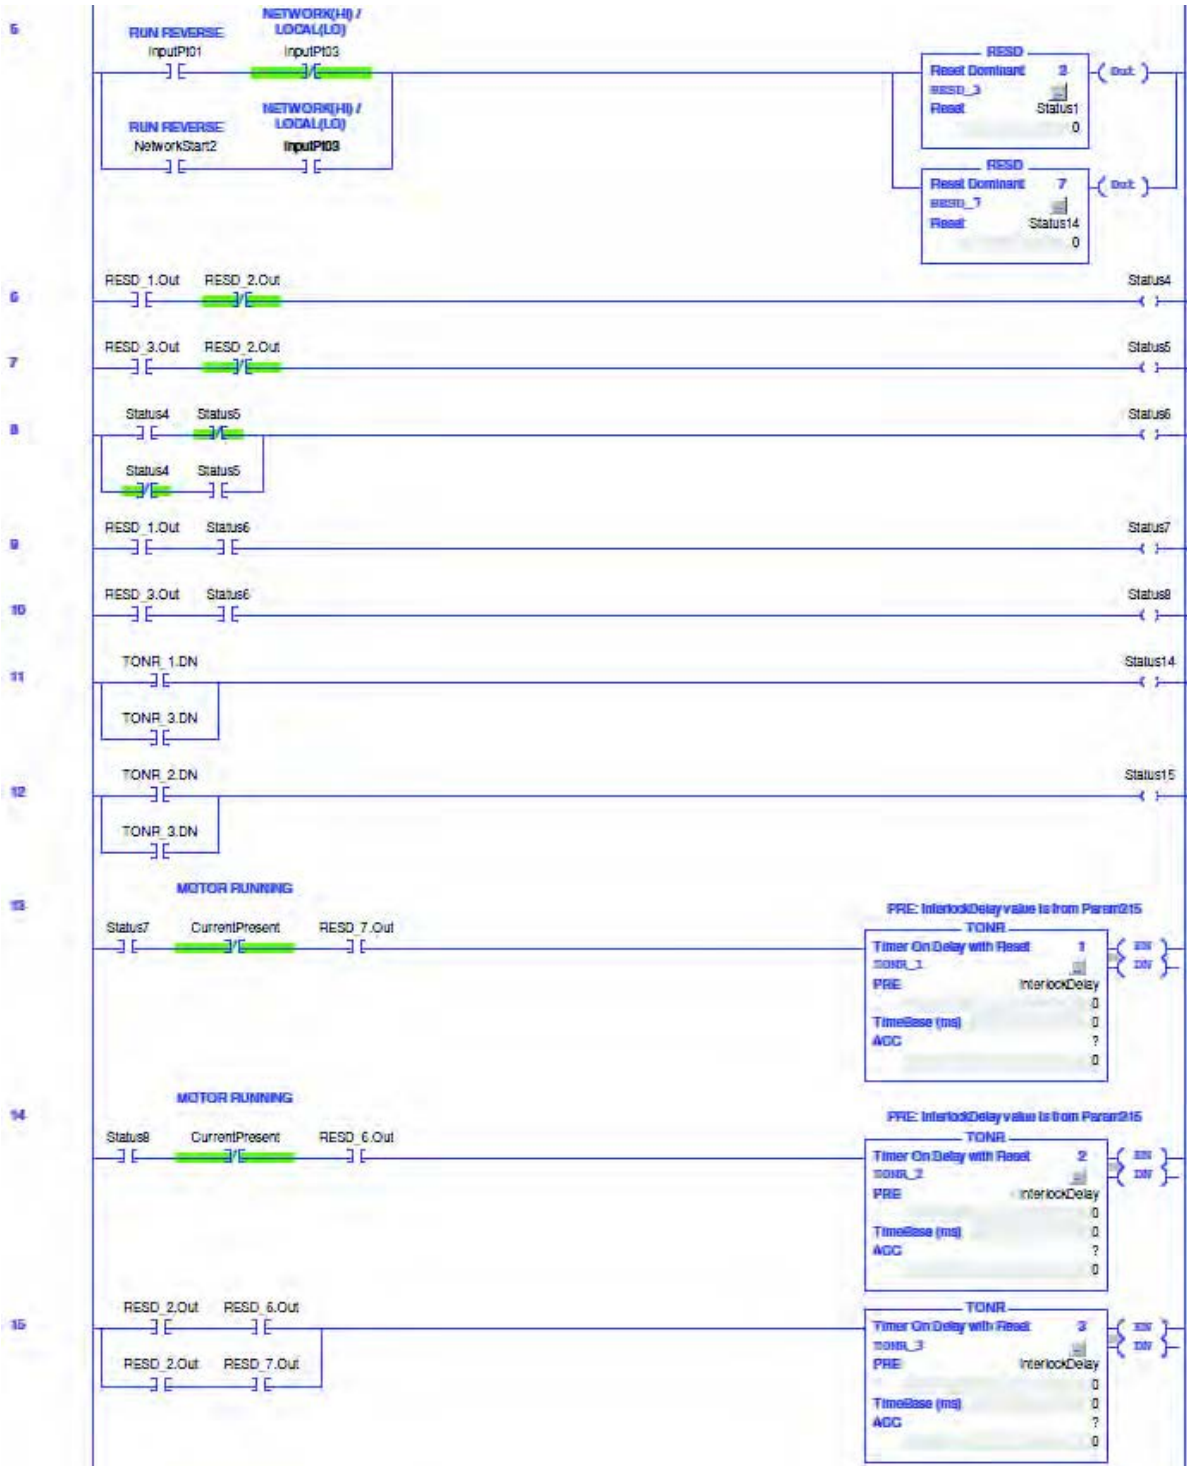 NETWORK(HI) /
5
RUN REVERSE LOCAL(LO)
InputPt01 InputPt03
RESD
Reset Dominant 3
RESD_3
Reset Status1
0
Out
NETWORK(HI) /
RUN REVERSE LOCAL(LO)
NetworkStart2 InputPt03
RESD
Reset Dominant 7
RESD_7
Reset Status14
0
Out
6
RESD_1.Out RESD_2.Out Status4
7
RESD_3.Out RESD_2.Out Status5
8
Status4 Status5 Status6
Status4 Status5
9
RESD_1.Out Status6 Status7
10
RESD_3.Out Status6 Status8
11
TONR_1.DN Status14
TONR_3.DN
12
TONR_2.DN Status15
TONR_3.DN
13
MOTOR RUNNING
Status7 CurrentPresent RESD_7.Out
PRE: InterlockDelay value is from Param215
TONR
Timer On Delay with Reset 1
TONR_1
PRE InterlockDelay
0
TimeBase (ms) 0
ACC ?
0
EN
DN
14
MOTOR RUNNING
Status8 CurrentPresent RESD_6.Out
PRE: InterlockDelay value is from Param215
TONR
Timer On Delay with Reset 2
TONR_2
PRE InterlockDelay
0
TimeBase (ms) 0
ACC ?
0
EN
DN
15
RESD_2.Out RESD_6.Out
RESD_2.Out RESD_7.Out
TONR
Timer On Delay with Reset 3
TONR_3
PRE InterlockDelay
0
TimeBase (ms) 0
ACC ?
0
EN
DN